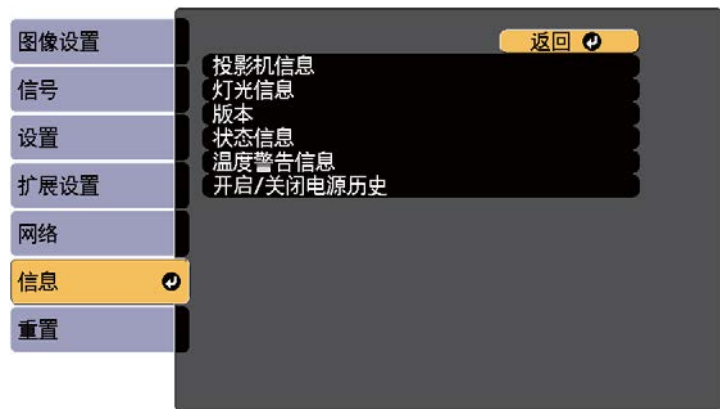 图像设置
信号
设置
扩展设置
网络
信息
重置
返回
投影机信息
灯光信息
版本
状态信息
温度警告信息
开启/关闭电源历史